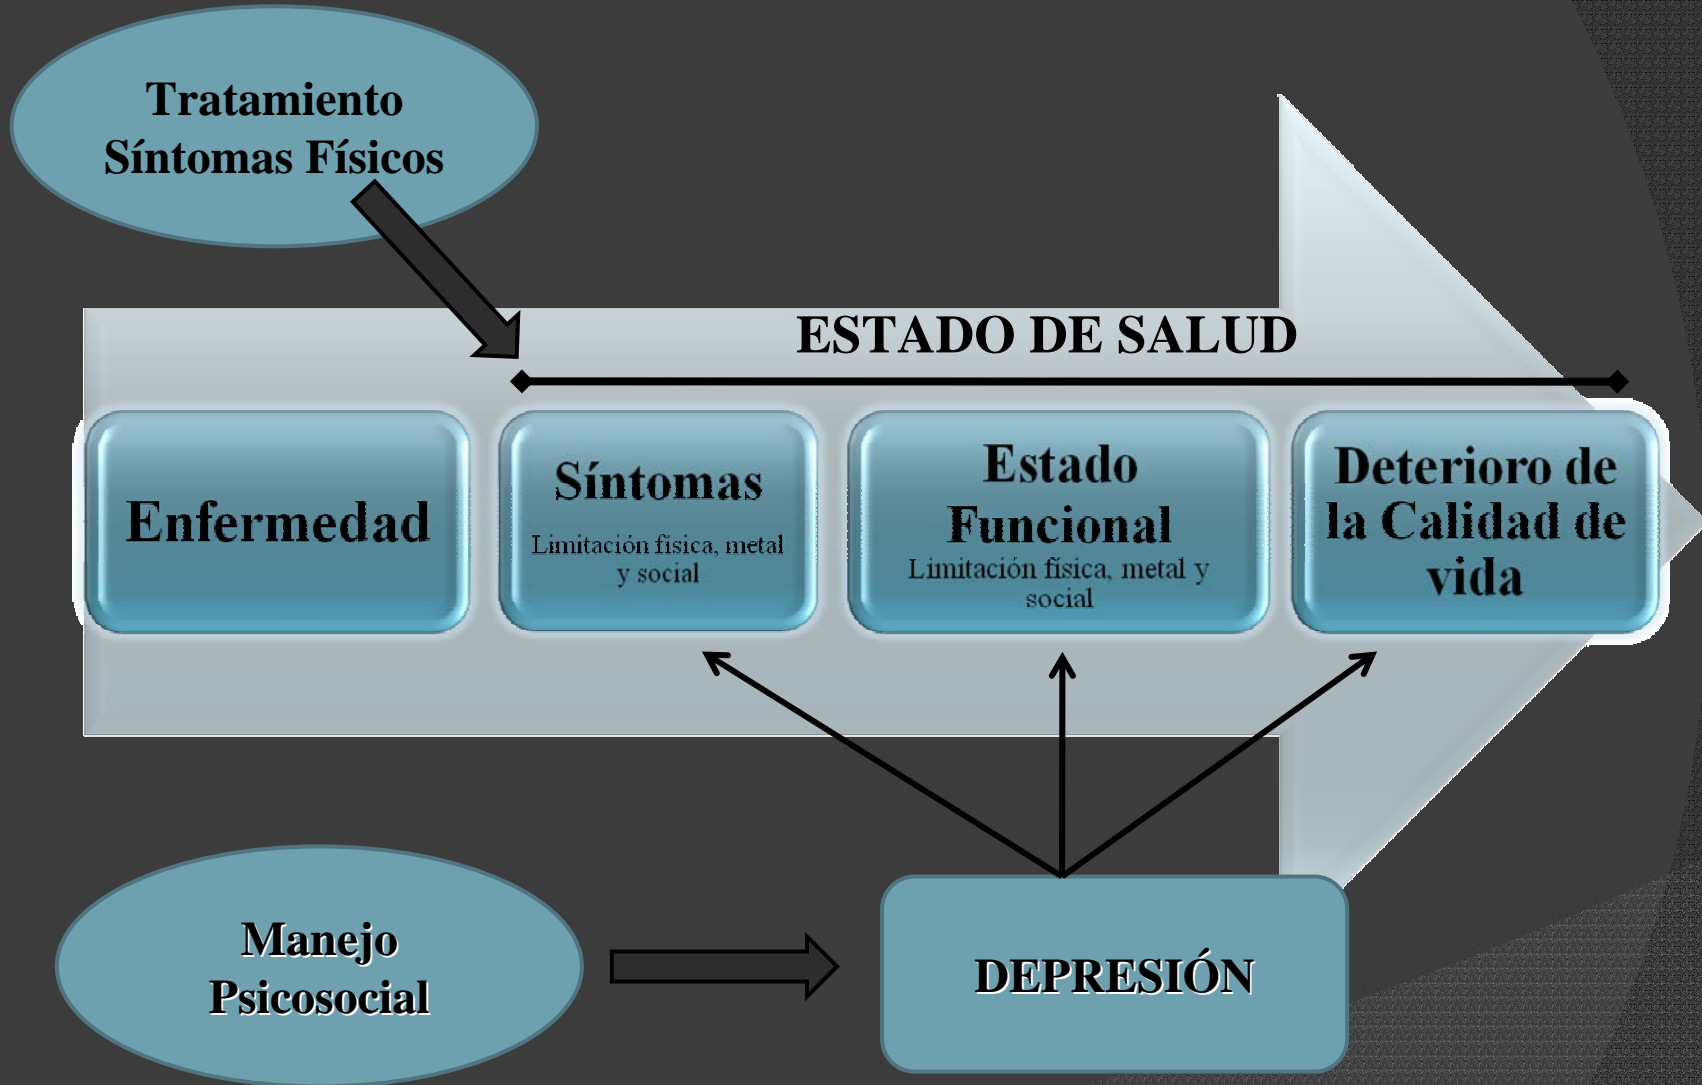 Tratamiento
Síntomas Físicos
ESTADO DE SALUD
Enfermedad
Síntomas
Limitación física, metal
y social
Estado
Funcional
Limitación física, metal y
social
Deterioro de
la Calidad de
vida
Manejo
Psicosocial
DEPRESIÓN